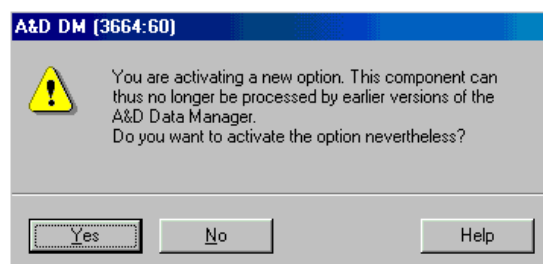 A&D DM (3664:60)
You are activating a new option. This component can
thus no longer be processed by earlier versions of the
A&D Data Manager.
Do you want to activate the option nevertheless?
Yes
No
Help